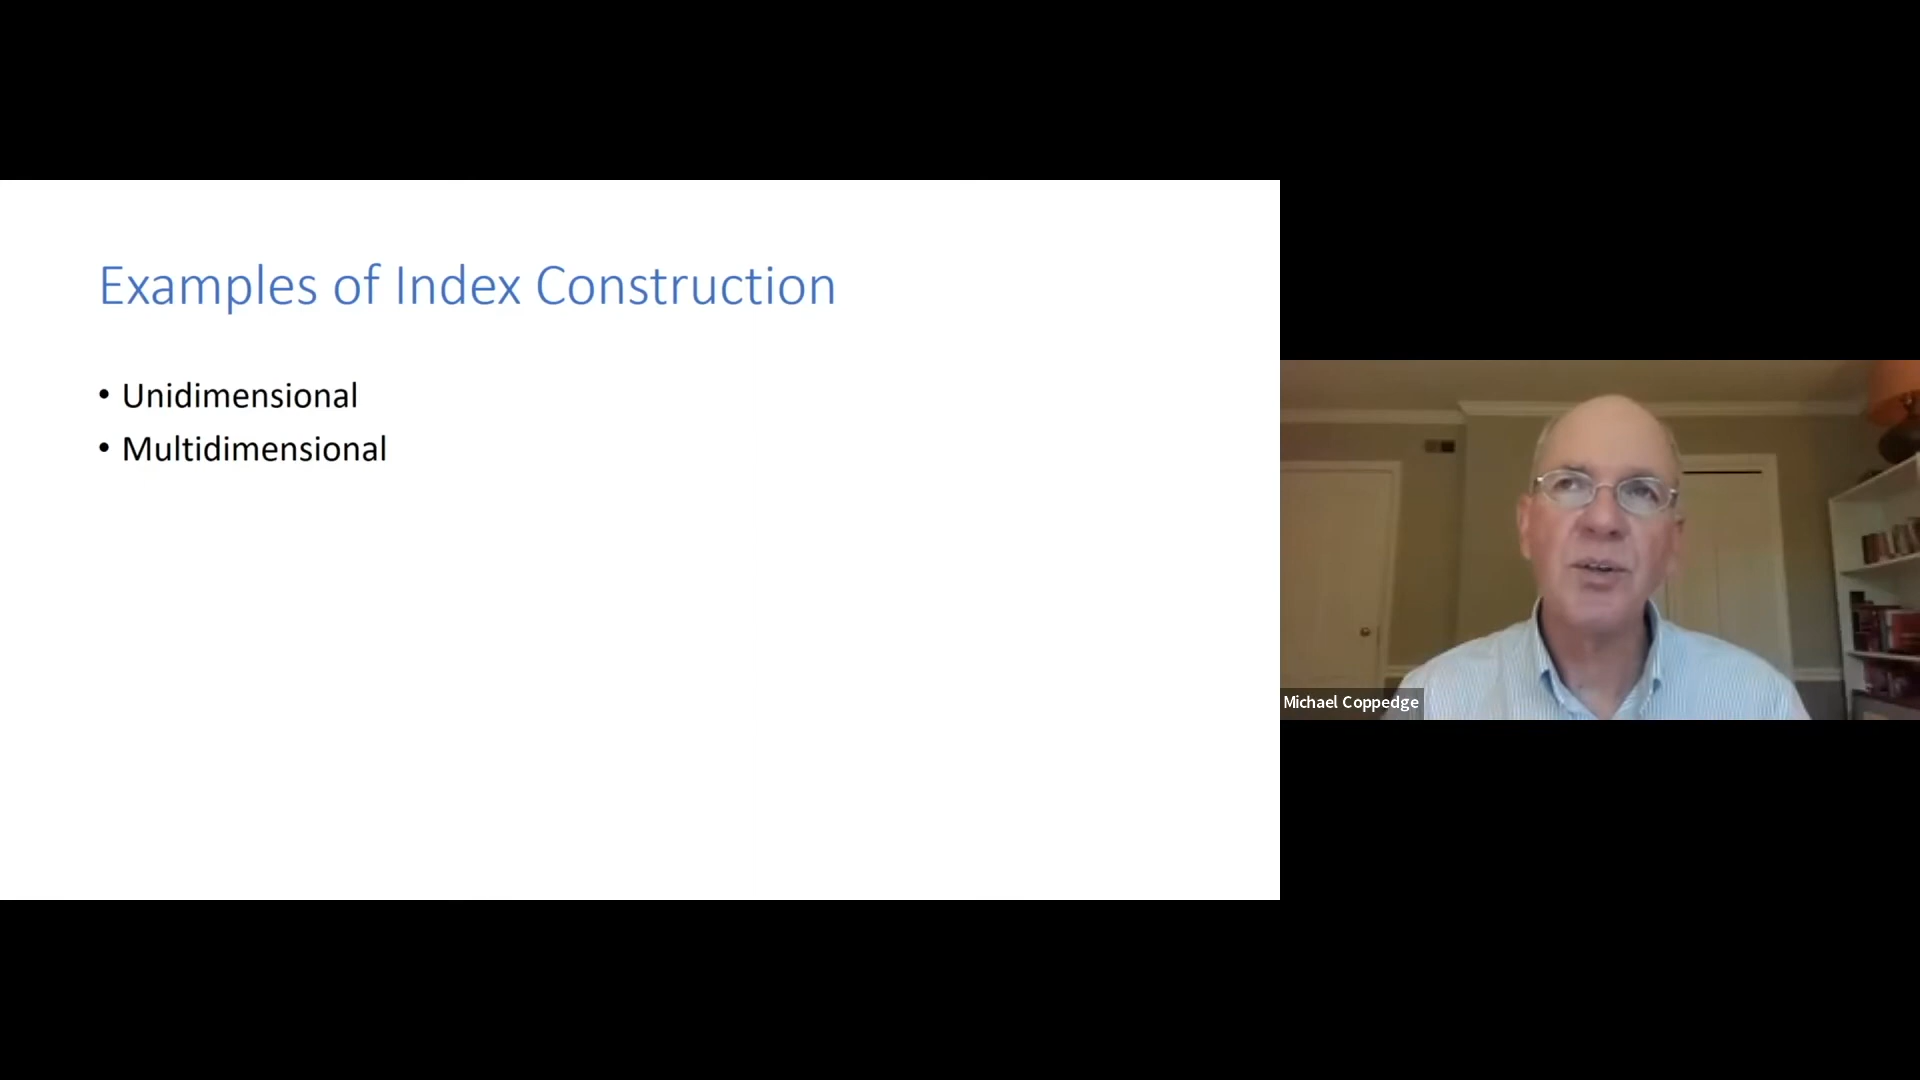 Examples of Index Construction
• Unidimensional
• Multidimensional
Michael Coppedge